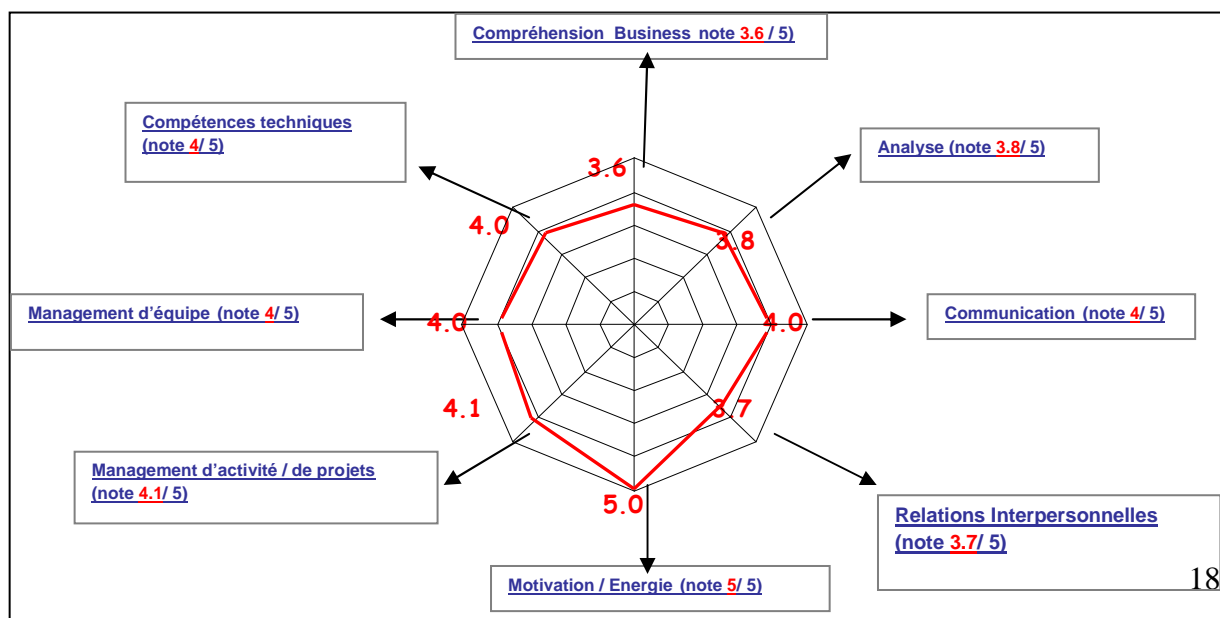 Compréhension Business note 3.6 / 5)
Compétences techniques
(note 4/ 5)
Analyse (note 3.8/ 5)
3.6
4.0
3.8
Management d'équipe (note 4/ 5)
4.0
4.0
Communication (note 4/ 5)
4.1
3.7
Management d'activité / de projets
(note 4.1/ 5)
5.0
Relations Interpersonnelles
(note 3.7/ 5)
Motivation / Energie (note 5/ 5)
18